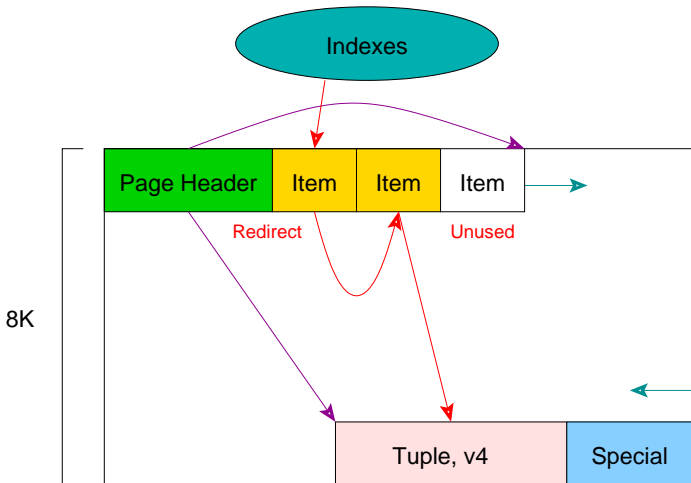 Indexes
Page Header Item Item Item
Redirect Unused
8K
Tuple, v4 Special